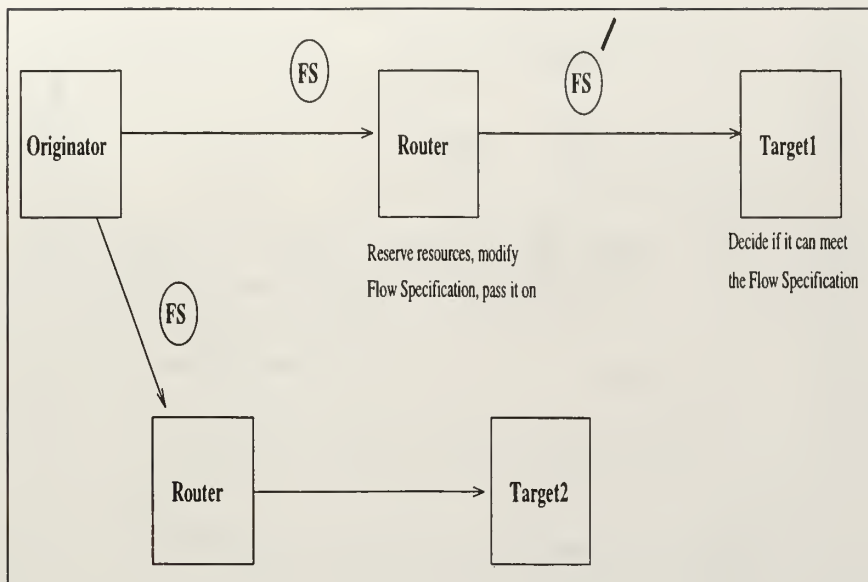 FS
FS
Originator
Router
Target1
Reserve resources, modify
Flow Specification, pass it on
Decide if it can meet
the Flow Specification
FS
Router
Target2